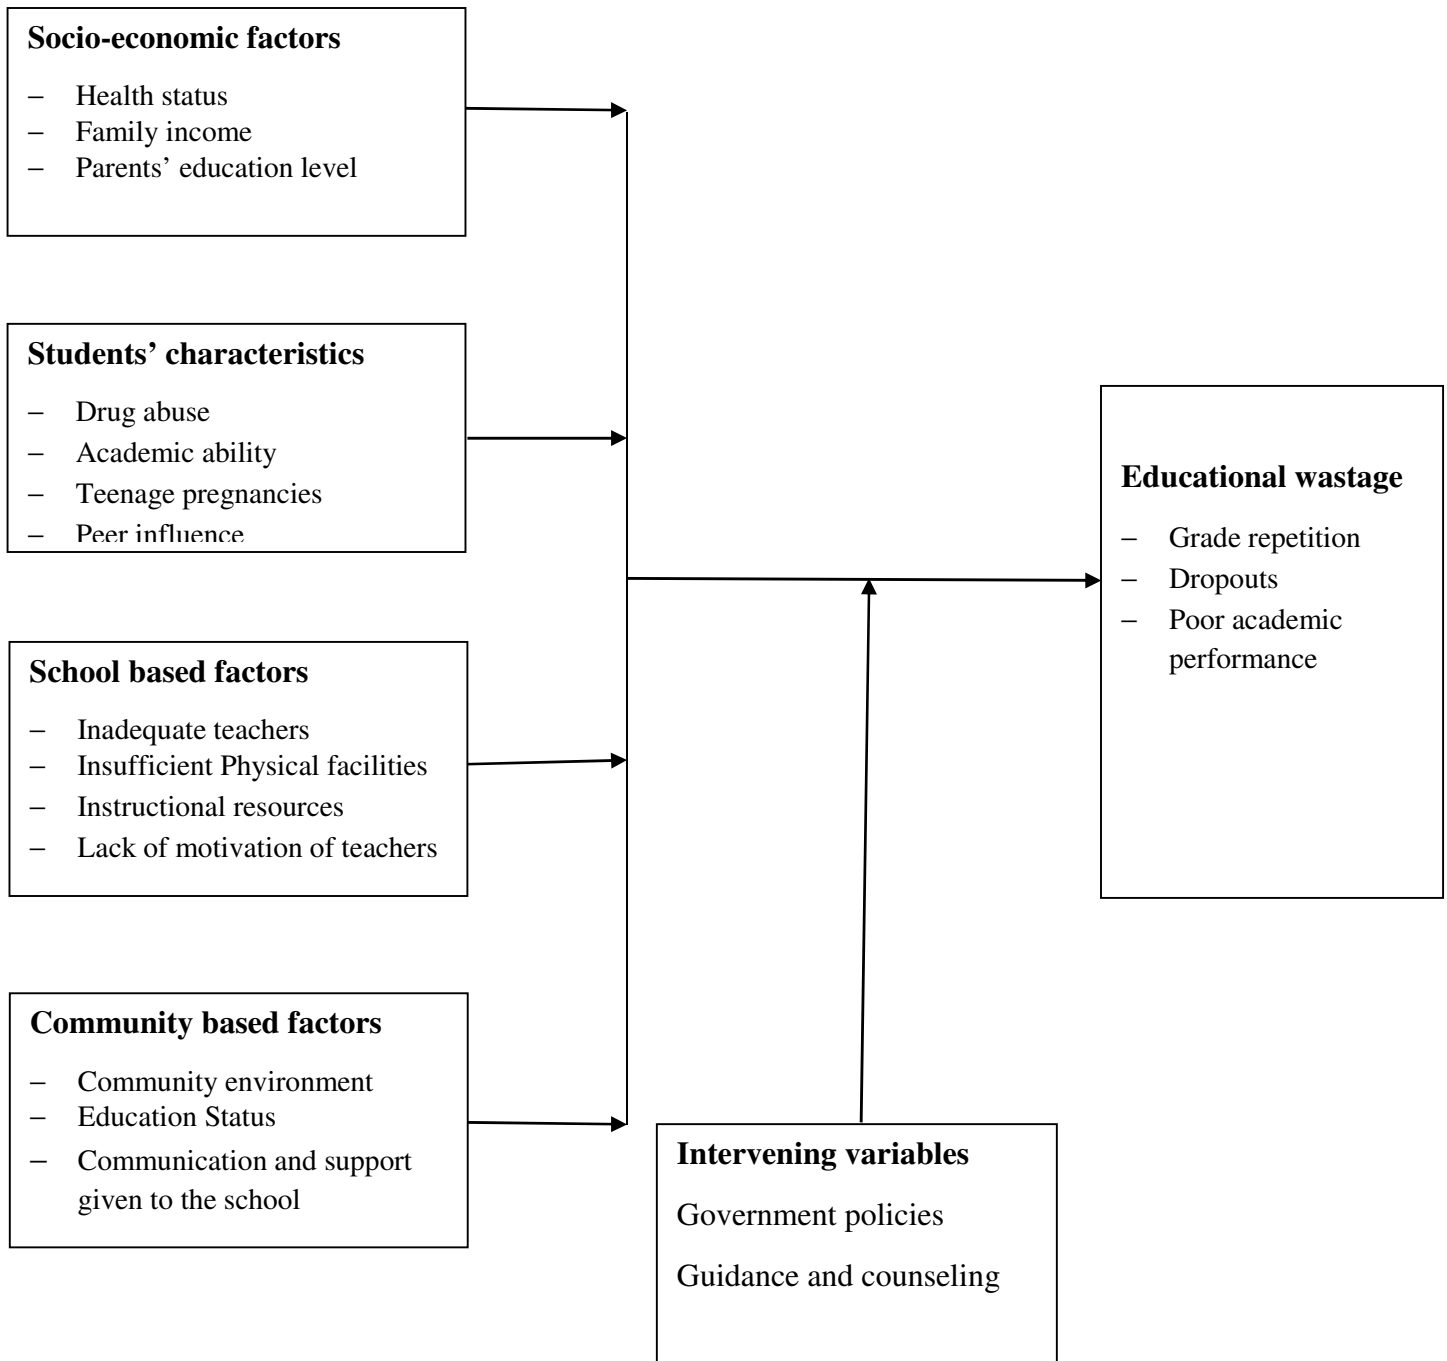 Socio-economic factors
– Health status
– Family income
– Parents’ education level
Students’ characteristics
– Drug abuse
– Academic ability
– Teenage pregnancies
– Peer influence
School based factors
– Inadequate teachers
– Insufficient Physical facilities
– Instructional resources
– Lack of motivation of teachers
Community based factors
– Community environment
– Education Status
– Communication and support
given to the school
Intervening variables
Government policies
Guidance and counseling
Educational wastage
– Grade repetition
– Dropouts
– Poor academic
performance